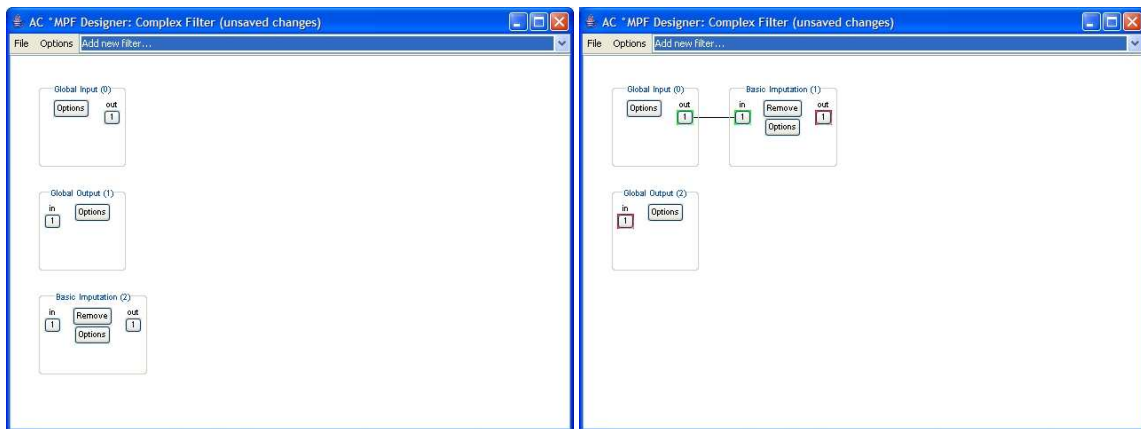 AC *MPF Designer: Complex Filter (unsaved changes)
File Options Add new filter...
Global Input (0)
Options
out
1
Global Output (1)
in
1
Options
Basic Imputation (2)
in
1
Remove
Options
out
1
AC *MPF Designer: Complex Filter (unsaved changes)
File Options Add new filter...
Global Input (0)
Options
out
1
Basic Imputation (1)
in
1
Remove
Options
out
1
Global Output (2)
in
1
Options